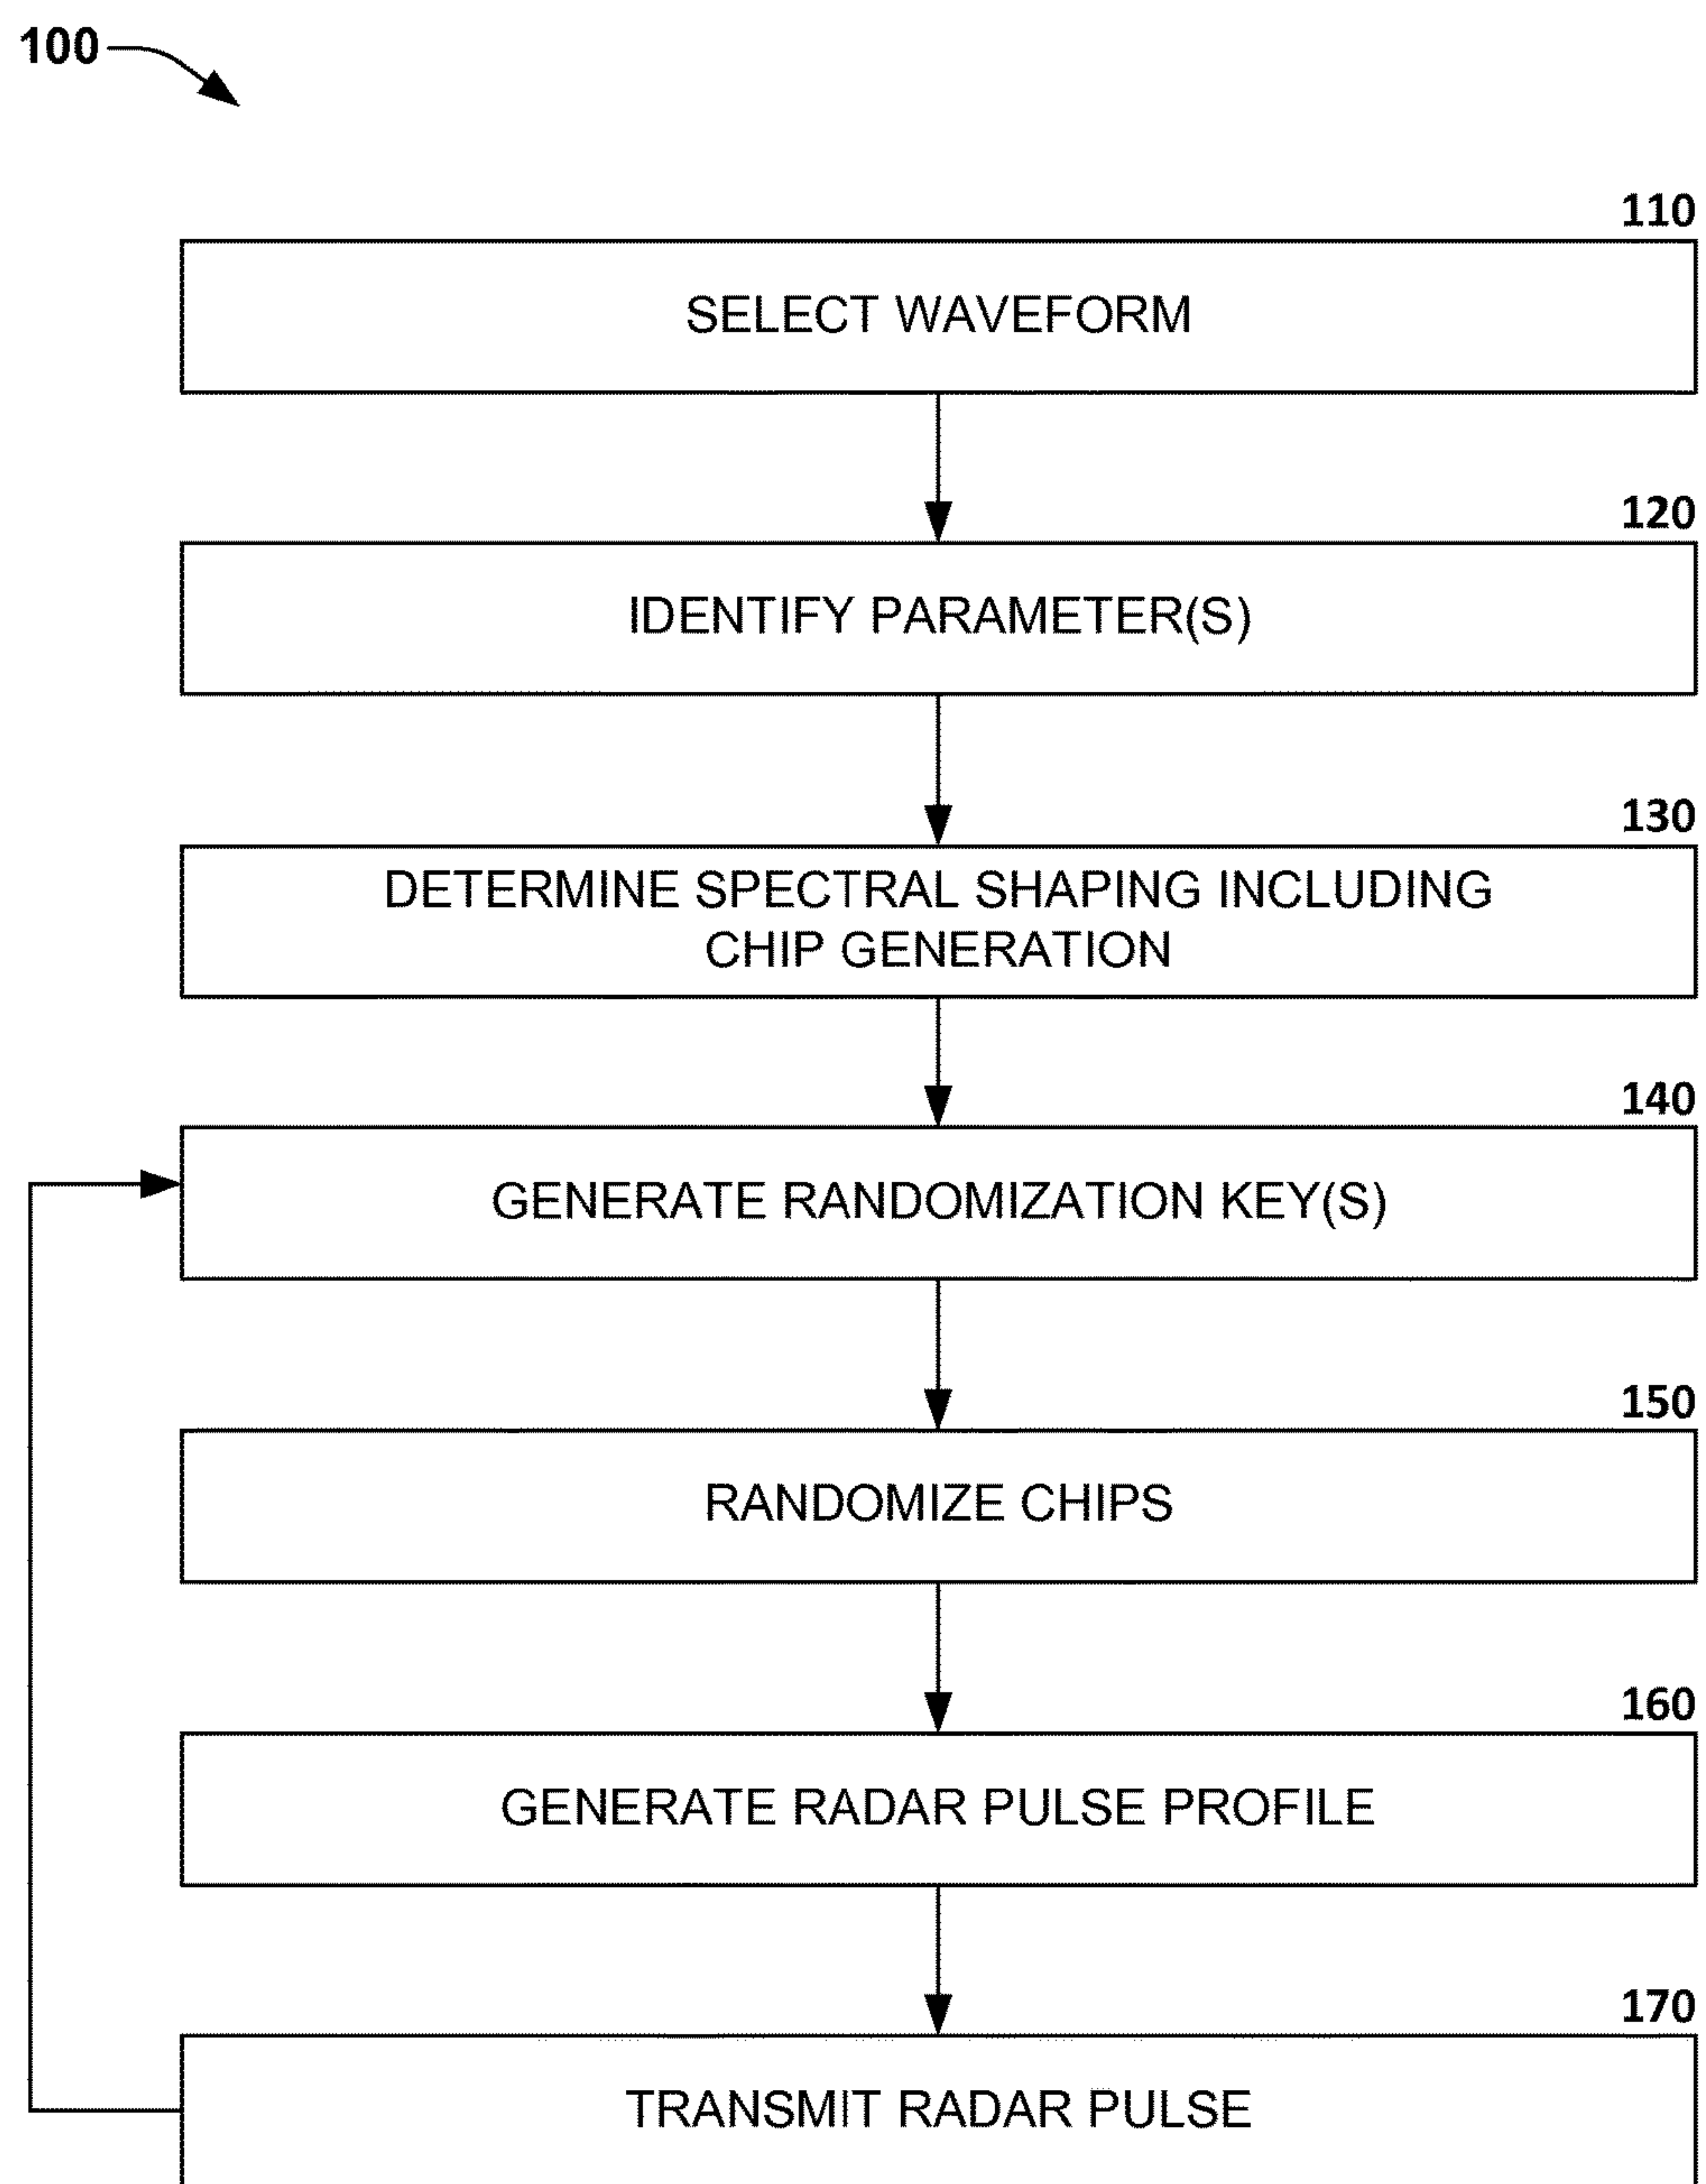 100
110
SELECT WAVEFORM
120
IDENTIFY PARAMETER(S)
130
DETERMINE SPECTRAL SHAPING INCLUDING
CHIP GENERATION
140
GENERATE RANDOMIZATION KEY(S)
150
RANDOMIZE CHIPS
160
GENERATE RADAR PULSE PROFILE
170
TRANSMIT RADAR PULSE